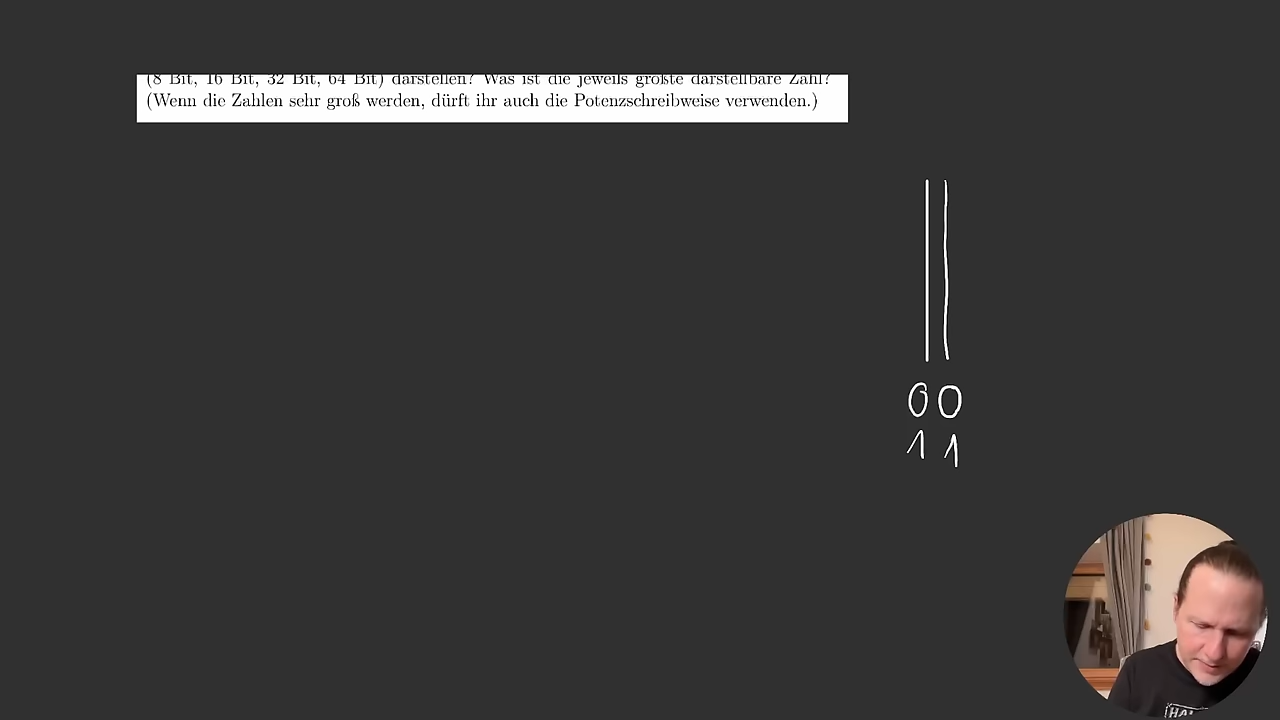 (8 Bit, 16 Bit, 32 Bit, 64 Bit) darstellen? Was ist die jeweils größte darstellbare Zahl?
(Wenn die Zahlen sehr groß werden, dürft ihr auch die Potenzschreibweise verwenden.)
0 0
1 1